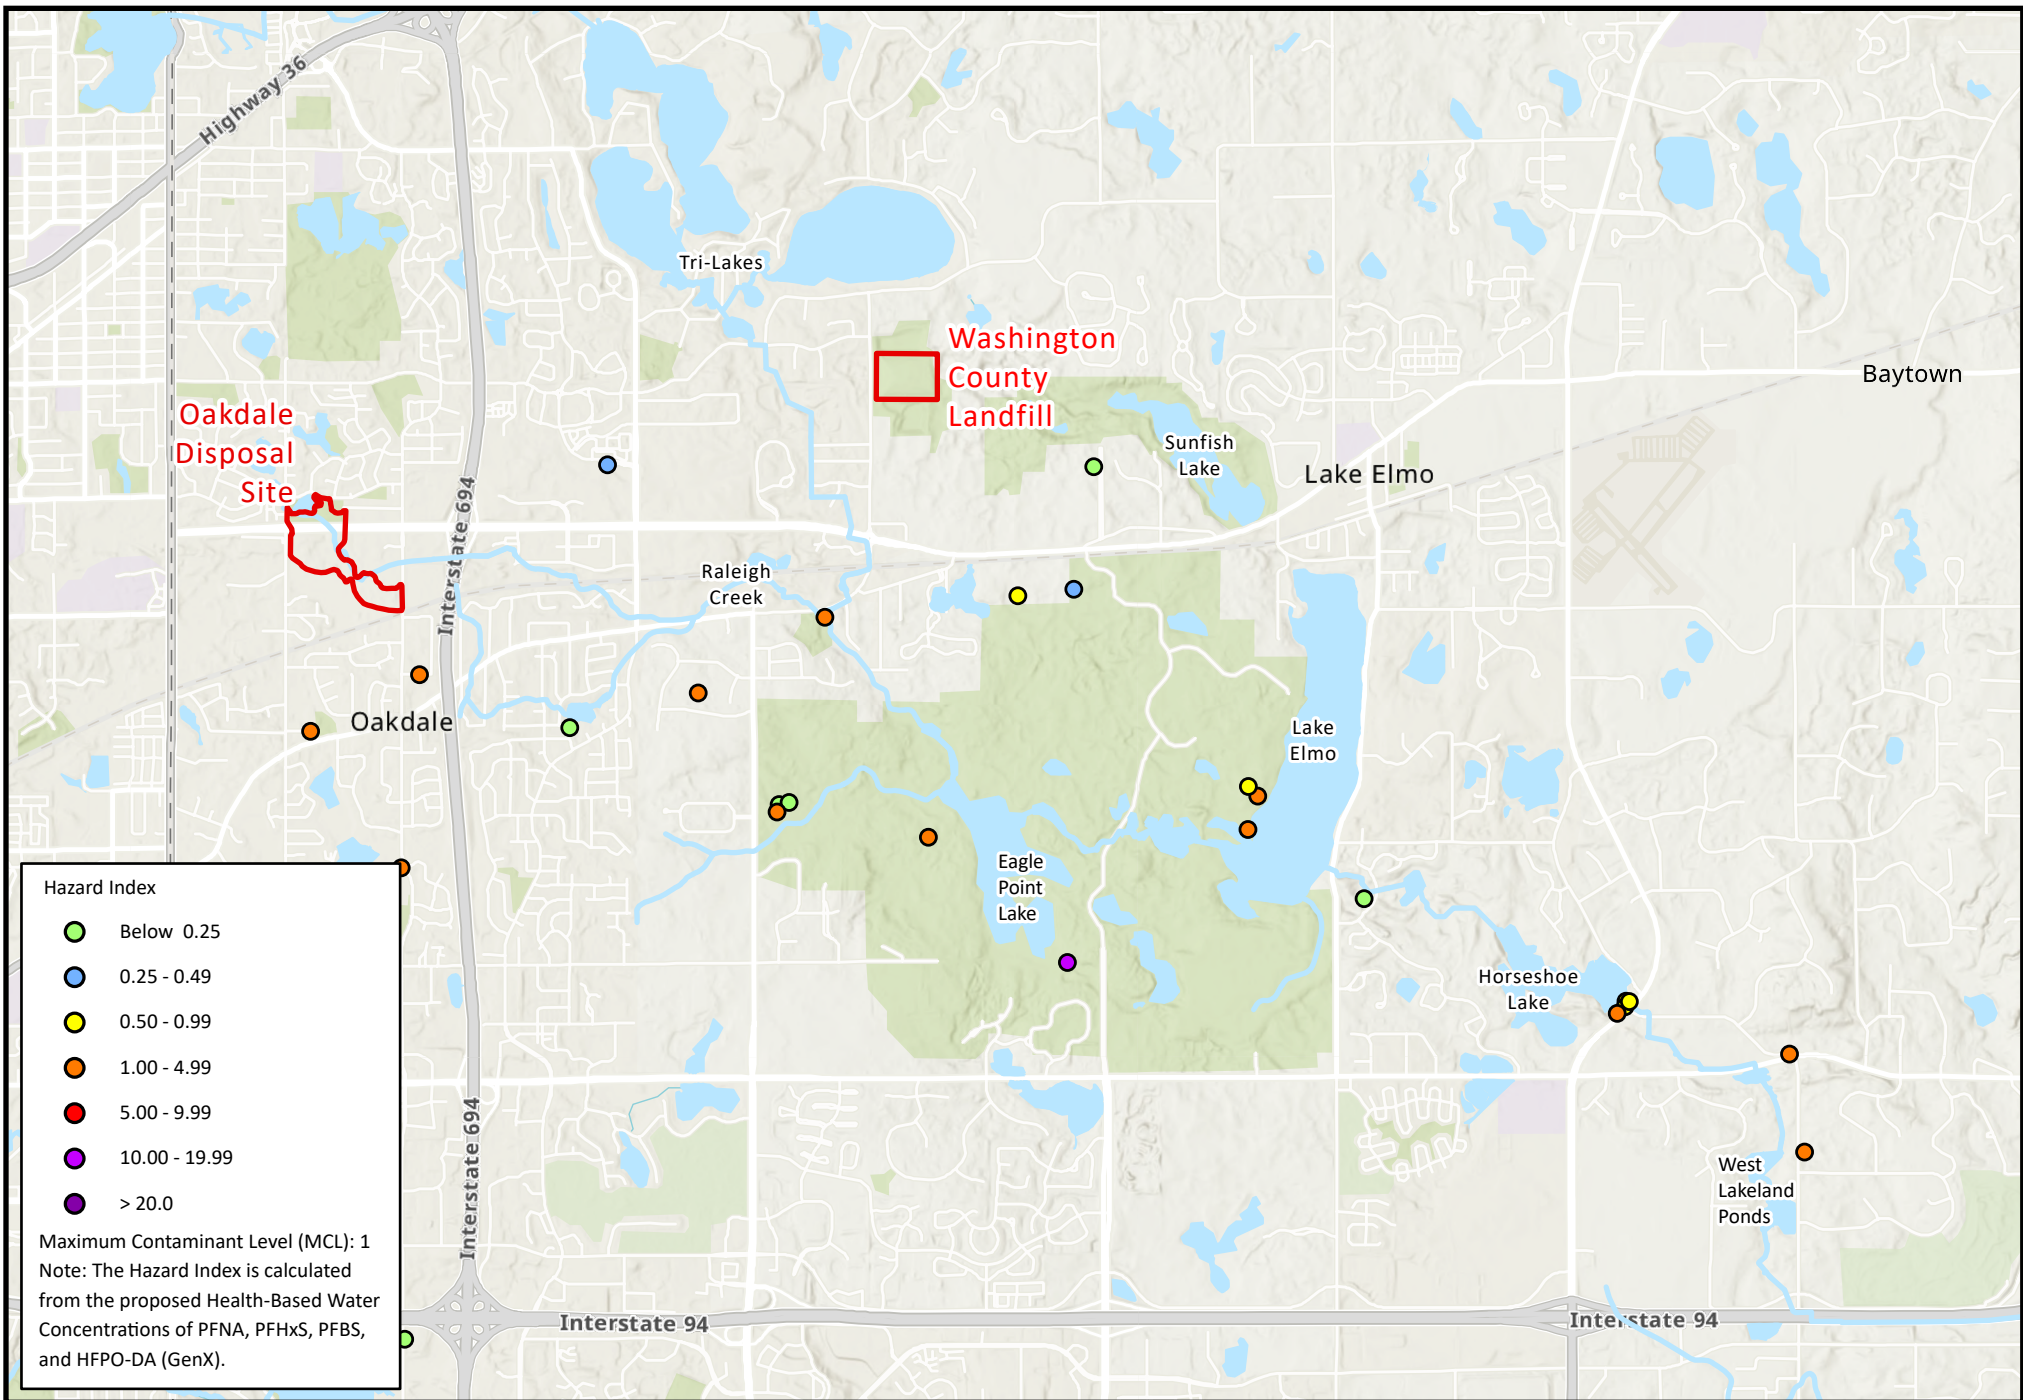 Highway 36
Tri-Lakes
Washington
County
Landfill
Baytown
Oakdale
Disposal
Site
Sunfish
Lake
Lake Elmo
Interstate 694
Raleigh
Creek
Oakdale
Lake
Elmo
Eagle
Point
Lake
Horseshoe
Lake
West
Lakeland
Ponds
Interstate 694
Interstate 94
Interstate 94
Hazard Index
Below 0.25
0.25 - 0.49
0.50 - 0.99
1.00 - 4.99
5.00 - 9.99
10.00 - 19.99
> 20.0
Maximum Contaminant Level (MCL): 1
Note: The Hazard Index is calculated
from the proposed Health-Based Water
Concentrations of PFNA, PFHxS, PFBS,
and HFPO-DA (GenX).